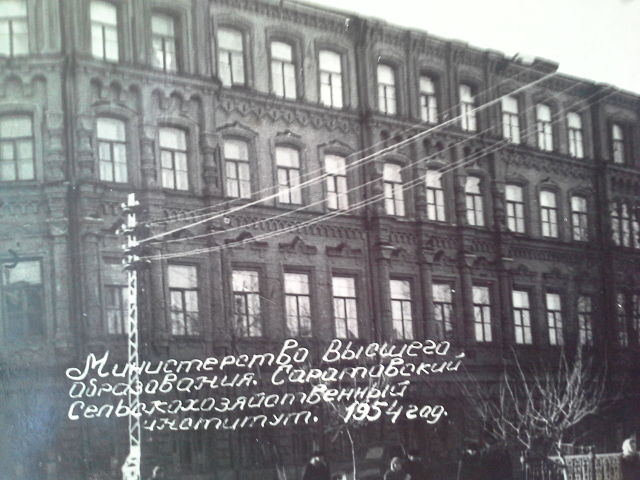 Министерство Высшего
образования. Саратовский
Сельскохозяйственный
институт. 1954 год.